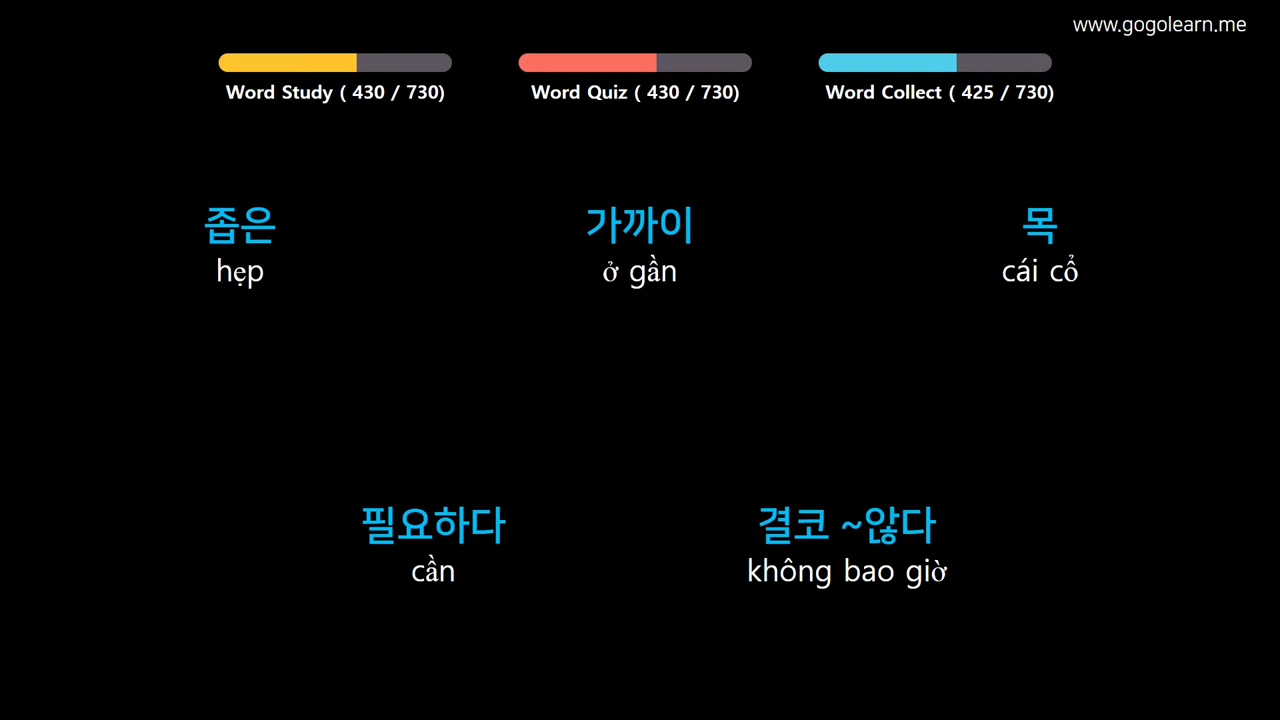 www.gogolearn.me
Word Study ( 430 / 730)
Word Quiz ( 430 / 730)
Word Collect ( 425 / 730)
좁은
hẹp
가까이
ở gần
목
cái cổ
필요하다
cần
결코 ~않다
không bao giờ